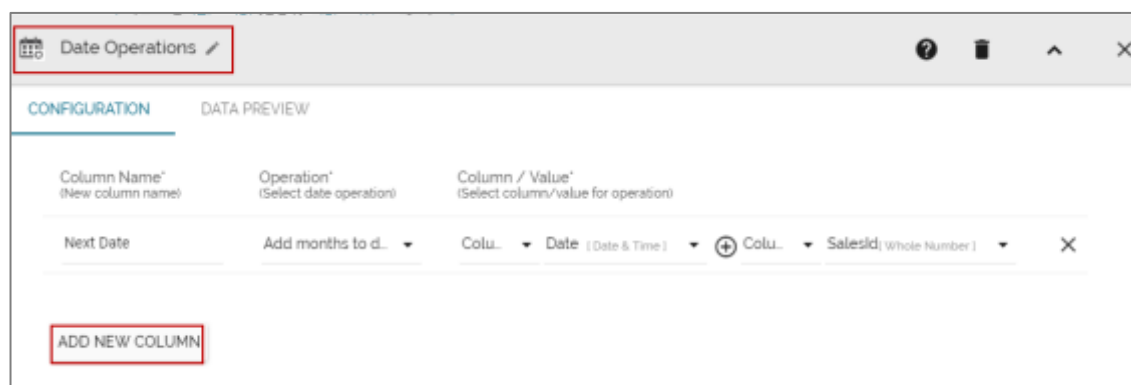 Date Operations
CONFIGURATION DATA PREVIEW
Column Name* Operation* Column / Value*
(New column name) (Select date operation) (Select column/value for operation)
Next Date Add months to d... Colu... Date [ Date & Time ] Colu... SalesId[ Whole Number ]
ADD NEW COLUMN